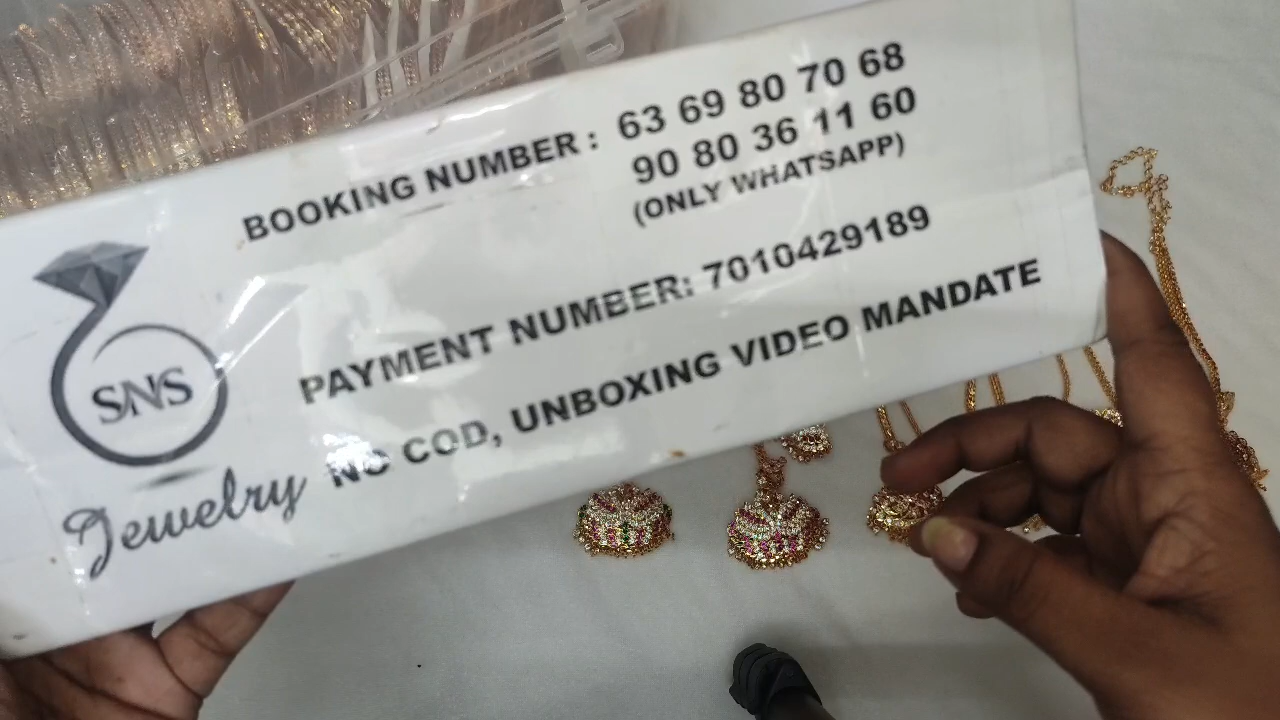 BOOKING NUMBER : 63 69 80 70 68
90 80 36 11 60
(ONLY WHATSAPP)
PAYMENT NUMBER: 7010429189
NO COD, UNBOXING VIDEO MANDATE
SNS
Jewelry